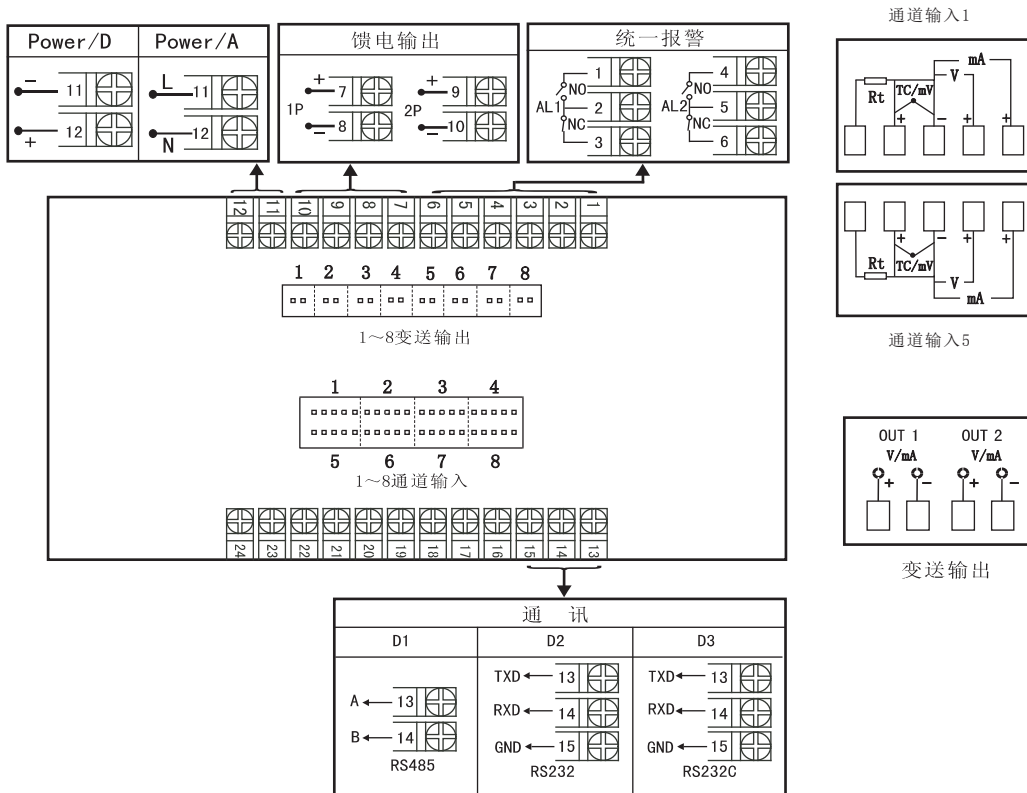 通道输入1
Power/D Power/A
- 11 L 11
+ 12 N 12
馈电输出
1P + 7 2P + 9
- 8 - 10
统一报警
1 4
NO NO
AL1 2 AL2 5
NC NC
3 6
mA
V
Rt TC/mV
+ - + +
12 11 10 9 8 7 6 5 4 3 2 1
+ - + +
Rt TC/mV
V
mA
通道输入5
1 2 3 4 5 6 7 8
1～8变送输出
1 2 3 4
5 6 7 8
1～8通道输入
OUT 1 OUT 2
V/mA V/mA
+ - + -
变送输出
24 23 22 21 20 19 18 17 16 15 14 13
通 讯
D1 D2 D3
A 13
B 14
RS485
TXD 13
RXD 14
GND 15
RS232
TXD 13
RXD 14
GND 15
RS232C